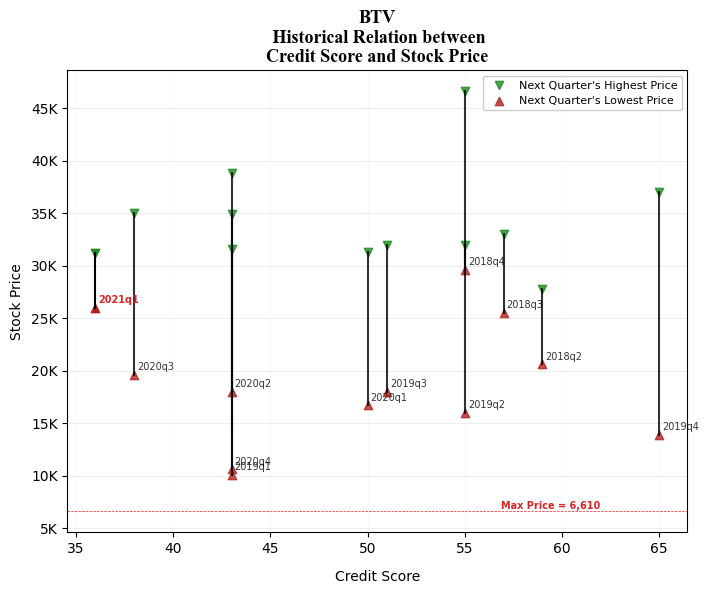 BTV
Historical Relation between
Credit Score and Stock Price
Next Quarter's Highest Price
Next Quarter's Lowest Price
45K
40K
35K
30K
25K
20K
15K
10K
5K
Stock Price
2018q4
2021q1
2018q3
2018q2
2020q3
2020q2
2019q3
2020q1
2019q2
2019q4
2020q4
2019q1
Max Price = 6,610
35
40
45
50
55
60
65
Credit Score